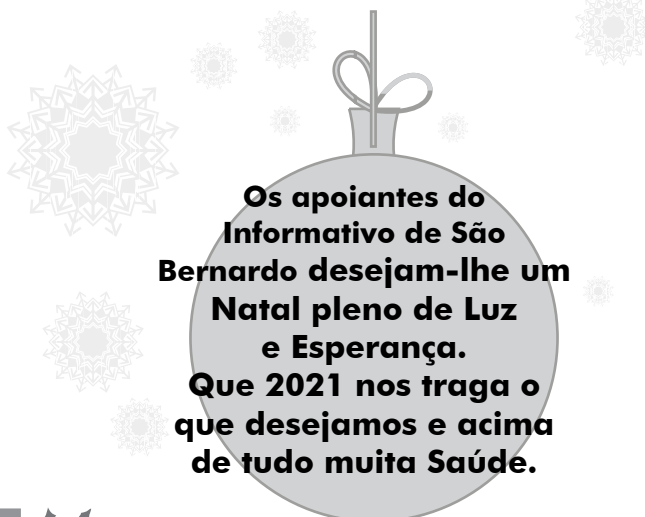 Os apoiantes do
Informativo de São
Bernardo desejam-lhe um
Natal pleno de Luz
e Esperança.
Que 2021 nos traga o
que desejamos e acima
de tudo muita Saúde.